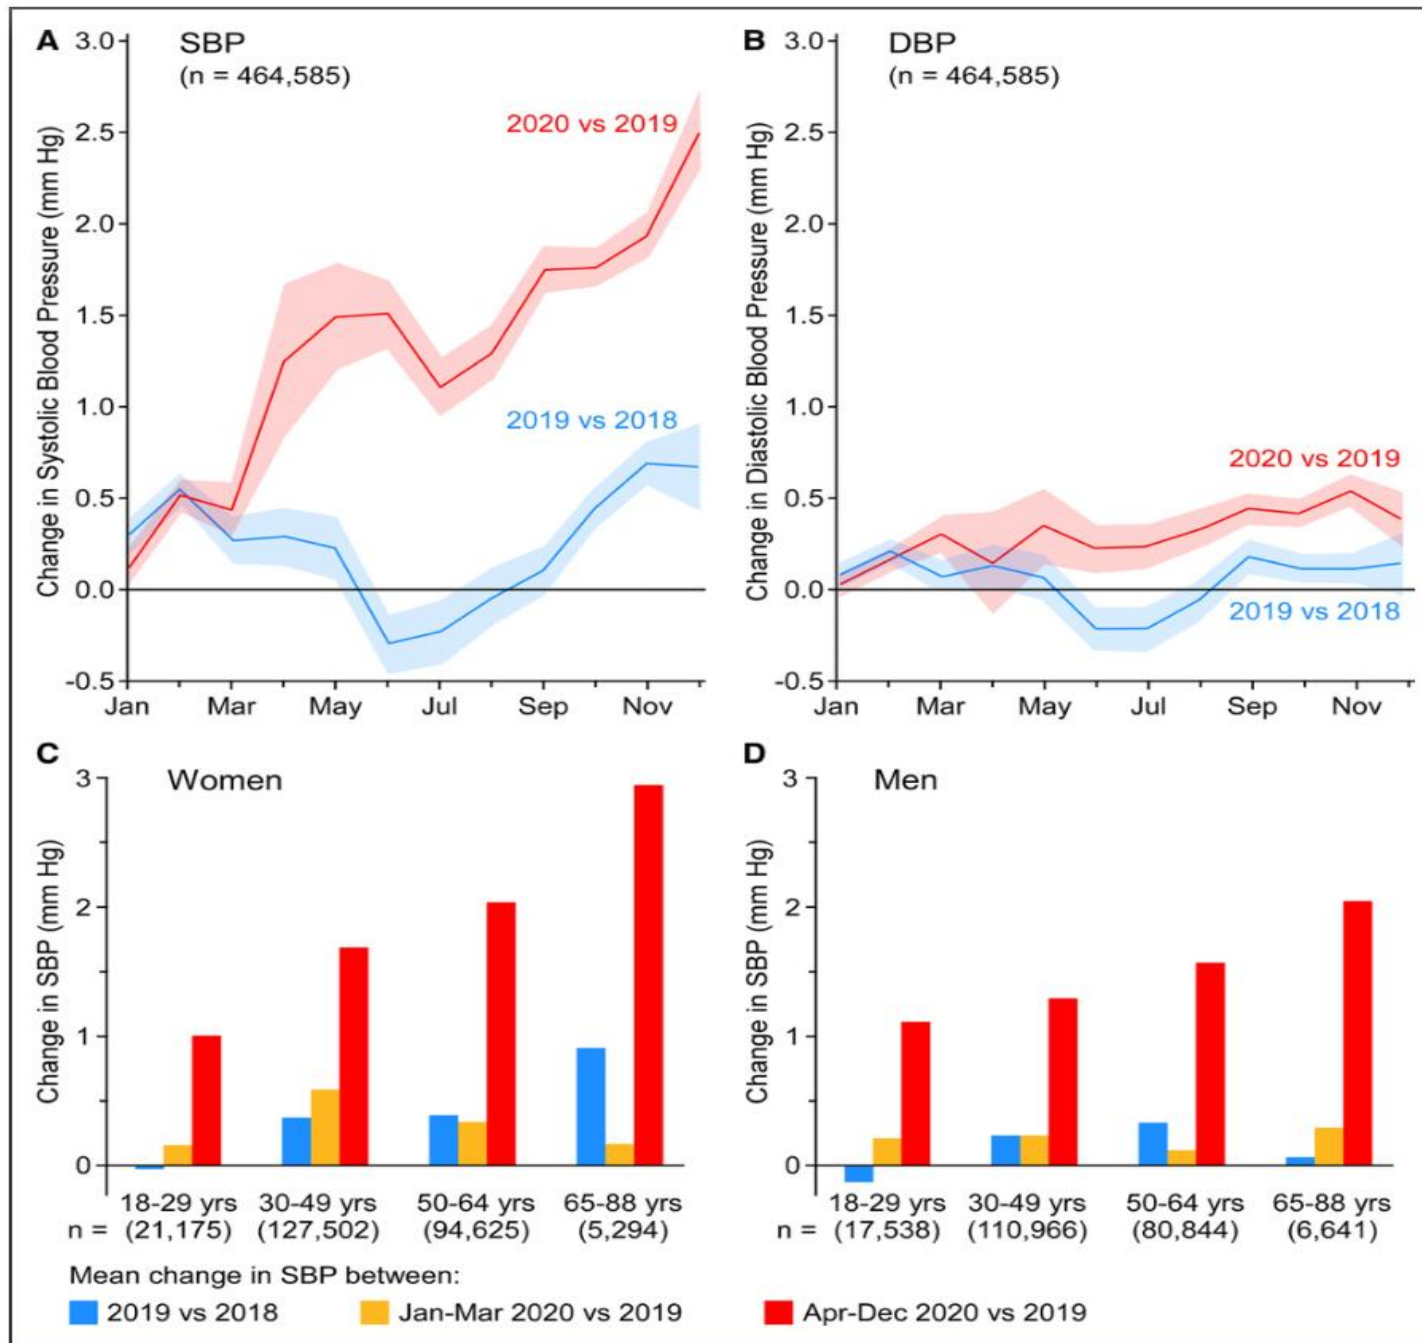 A
SBP
(n = 464,585)
Change in Systolic Blood Pressure (mm Hg)
3.0
2.5
2.0
1.5
1.0
0.5
0.0
-0.5
2020 vs 2019
2019 vs 2018
Jan Mar May Jul Sep Nov
B
DBP
(n = 464,585)
Change in Diastolic Blood Pressure (mm Hg)
3.0
2.5
2.0
1.5
1.0
0.5
0.0
-0.5
2020 vs 2019
2019 vs 2018
Jan Mar May Jul Sep Nov
C
Women
Change in SBP (mm Hg)
3
2
1
0
18-29 yrs 30-49 yrs 50-64 yrs 65-88 yrs
n = (21,175) (127,502) (94,625) (5,294)
D
Men
Change in SBP (mm Hg)
3
2
1
0
18-29 yrs 30-49 yrs 50-64 yrs 65-88 yrs
n = (17,538) (110,966) (80,844) (6,641)
Mean change in SBP between:
2019 vs 2018 Jan-Mar 2020 vs 2019 Apr-Dec 2020 vs 2019